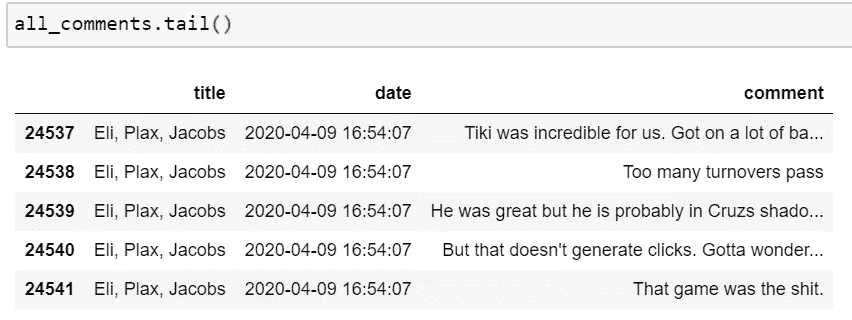 all_comments.tail()
title date comment
24537 Eli, Plax, Jacobs 2020-04-09 16:54:07 Tiki was incredible for us. Got on a lot of ba...
24538 Eli, Plax, Jacobs 2020-04-09 16:54:07 Too many turnovers pass
24539 Eli, Plax, Jacobs 2020-04-09 16:54:07 He was great but he is probably in Cruzs shado...
24540 Eli, Plax, Jacobs 2020-04-09 16:54:07 But that doesn't generate clicks. Gotta wonder...
24541 Eli, Plax, Jacobs 2020-04-09 16:54:07 That game was the shit.